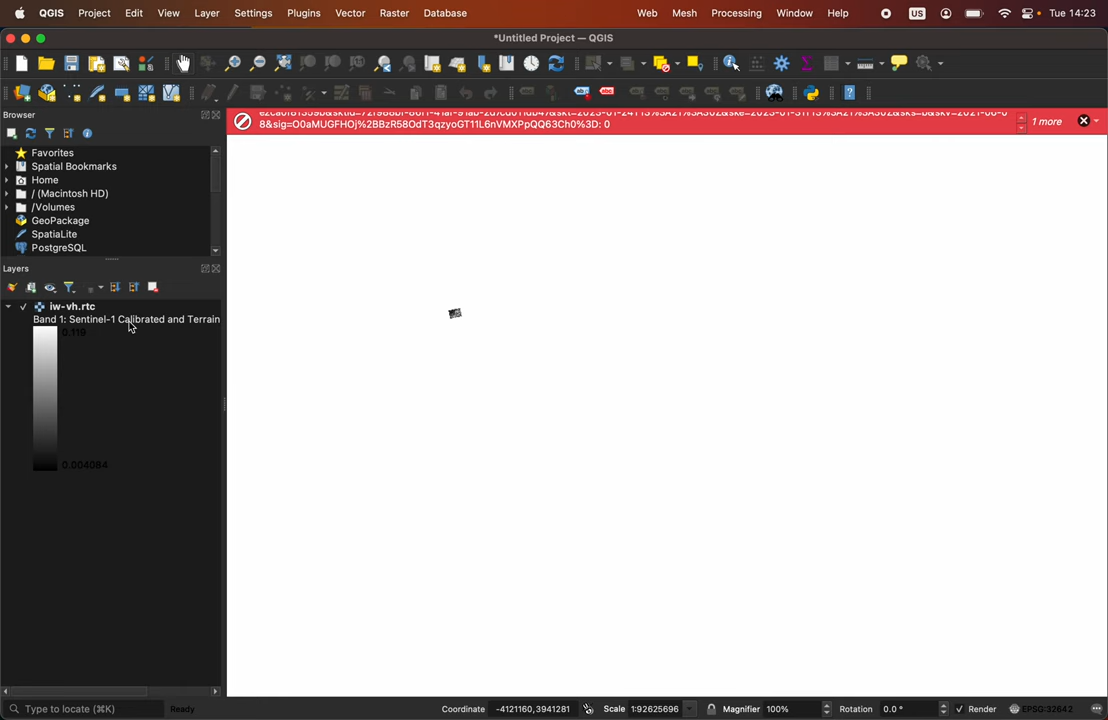 QGIS Project Edit View Layer Settings Plugins Vector Raster Database Web Mesh Processing Window Help US Tue 14:23
*Untitled Project — QGIS
Browser
8&sig=O0aMUGFHOj%2BBzR58OdT3qzyoGT11L6nVMXPpQQ63Ch0%3D: 0
1 more
Favorites
Spatial Bookmarks
Home
/ (Macintosh HD)
/Volumes
GeoPackage
SpatiaLite
PostgreSQL
Layers
iw-vh.rtc
Band 1: Sentinel-1 Calibrated and Terrain
0.119
0.004084
Type to locate (⌘K) Ready Coordinate -4121160,3941281 Scale 1:92625696 Magnifier 100% Rotation 0.0 ° Render EPSG:32642